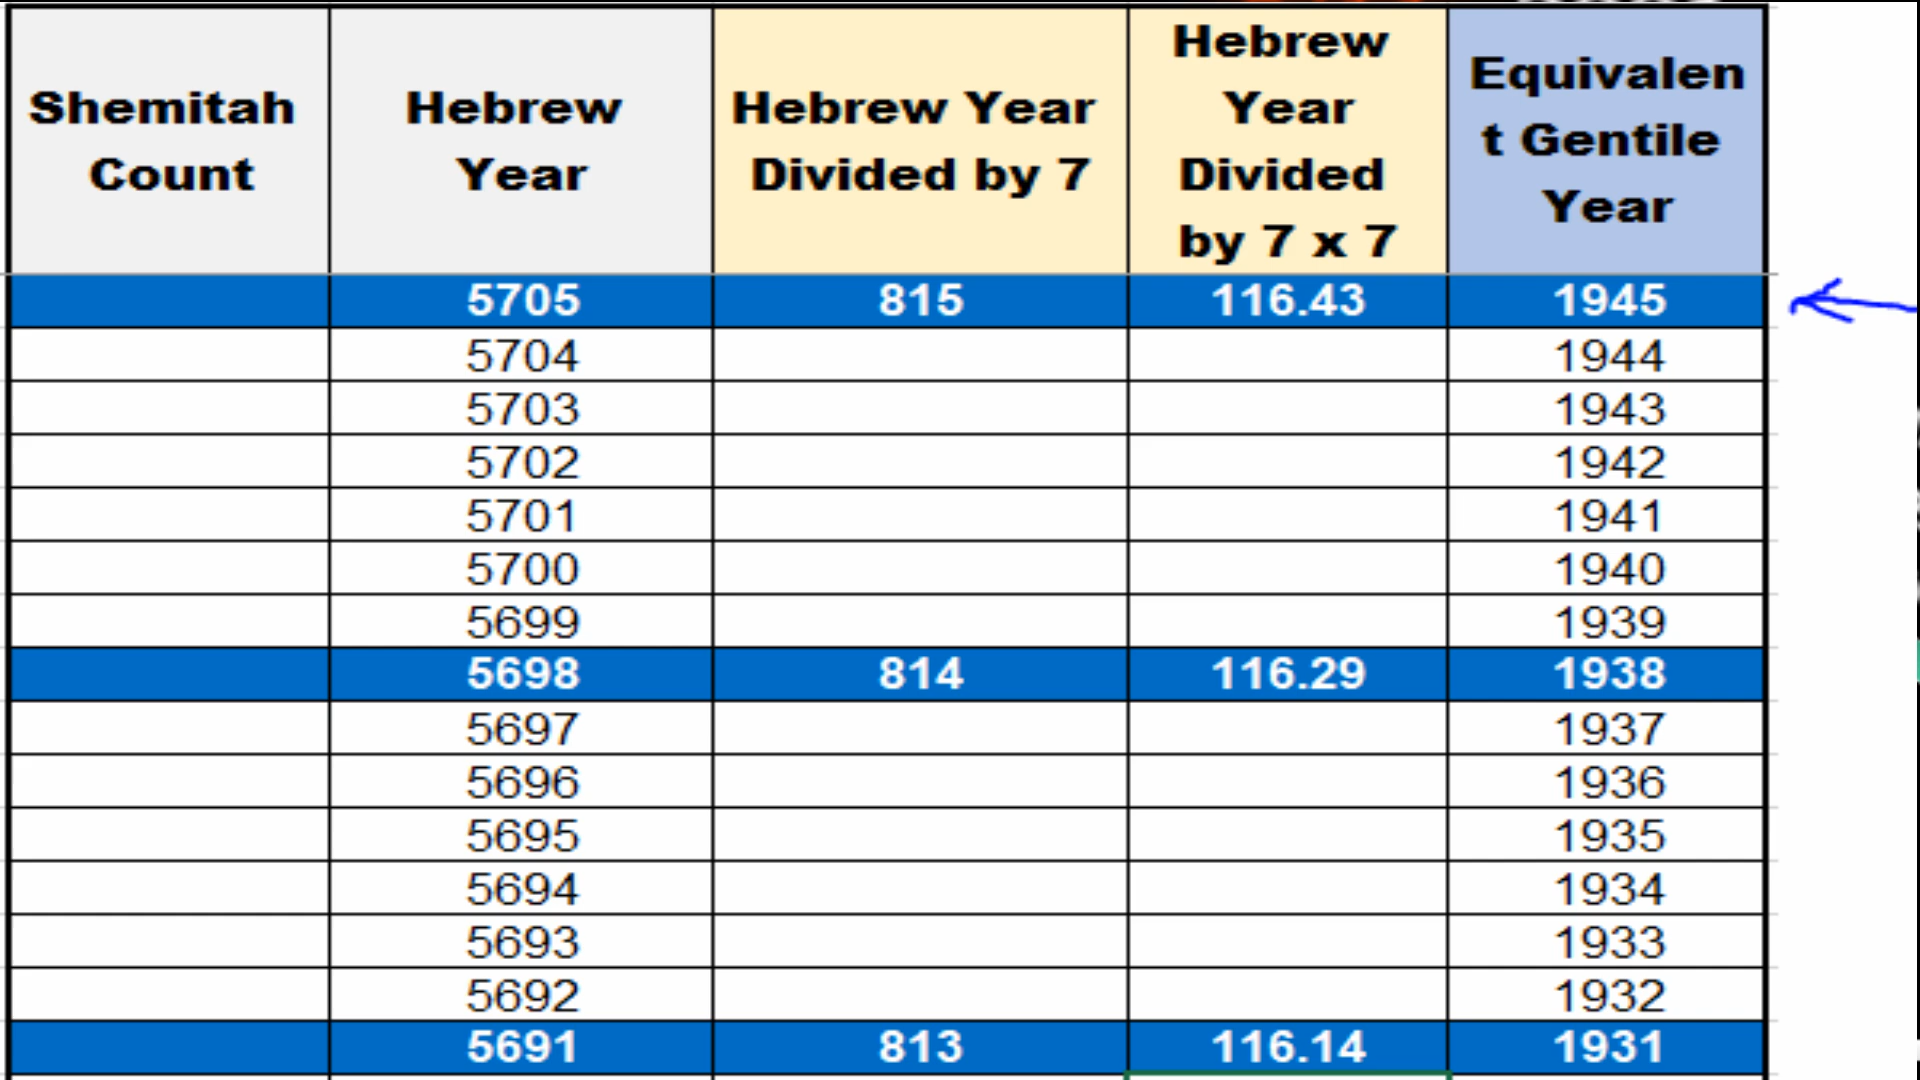 Shemitah Count
Hebrew Year
Hebrew Year Divided by 7
Hebrew Year Divided by 7 x 7
Equivalen t Gentile Year
5705 815 116.43 1945
5704 1944
5703 1943
5702 1942
5701 1941
5700 1940
5699 1939
5698 814 116.29 1938
5697 1937
5696 1936
5695 1935
5694 1934
5693 1933
5692 1932
5691 813 116.14 1931